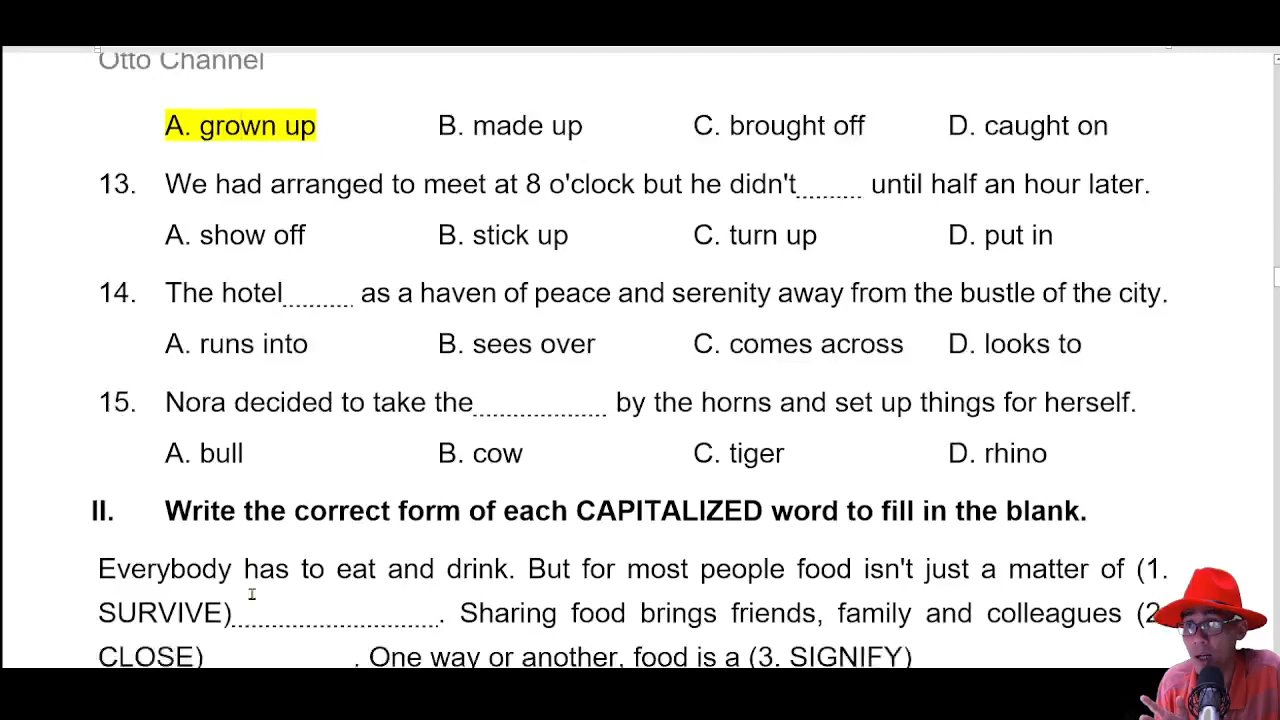 Otto Channel
A. grown up B. made up C. brought off D. caught on
13. We had arranged to meet at 8 o'clock but he didn't......... until half an hour later.
A. show off B. stick up C. turn up D. put in
14. The hotel.......... as a haven of peace and serenity away from the bustle of the city.
A. runs into B. sees over C. comes across D. looks to
15. Nora decided to take the................... by the horns and set up things for herself.
A. bull B. cow C. tiger D. rhino
II. Write the correct form of each CAPITALIZED word to fill in the blank.
Everybody has to eat and drink. But for most people food isn't just a matter of (1.
SURVIVE)............................. Sharing food brings friends, family and colleagues (2.
CLOSE) . One way or another, food is a (3. SIGNIFY)